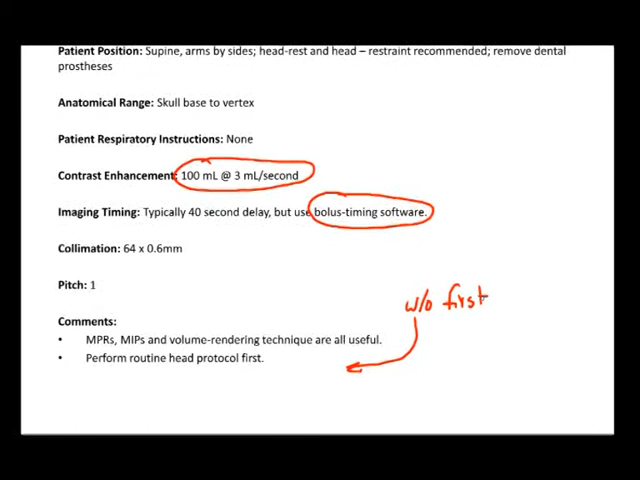 Patient Position: Supine, arms by sides; head-rest and head – restraint recommended; remove dental
prostheses
Anatomical Range: Skull base to vertex
Patient Respiratory Instructions: None
Contrast Enhancement: 100 mL @ 3 mL/second
Imaging Timing: Typically 40 second delay, but use bolus-timing software.
Collimation: 64 x 0.6mm
Pitch: 1
w/o first
Comments:
• MPRs, MIPs and volume-rendering technique are all useful.
• Perform routine head protocol first.